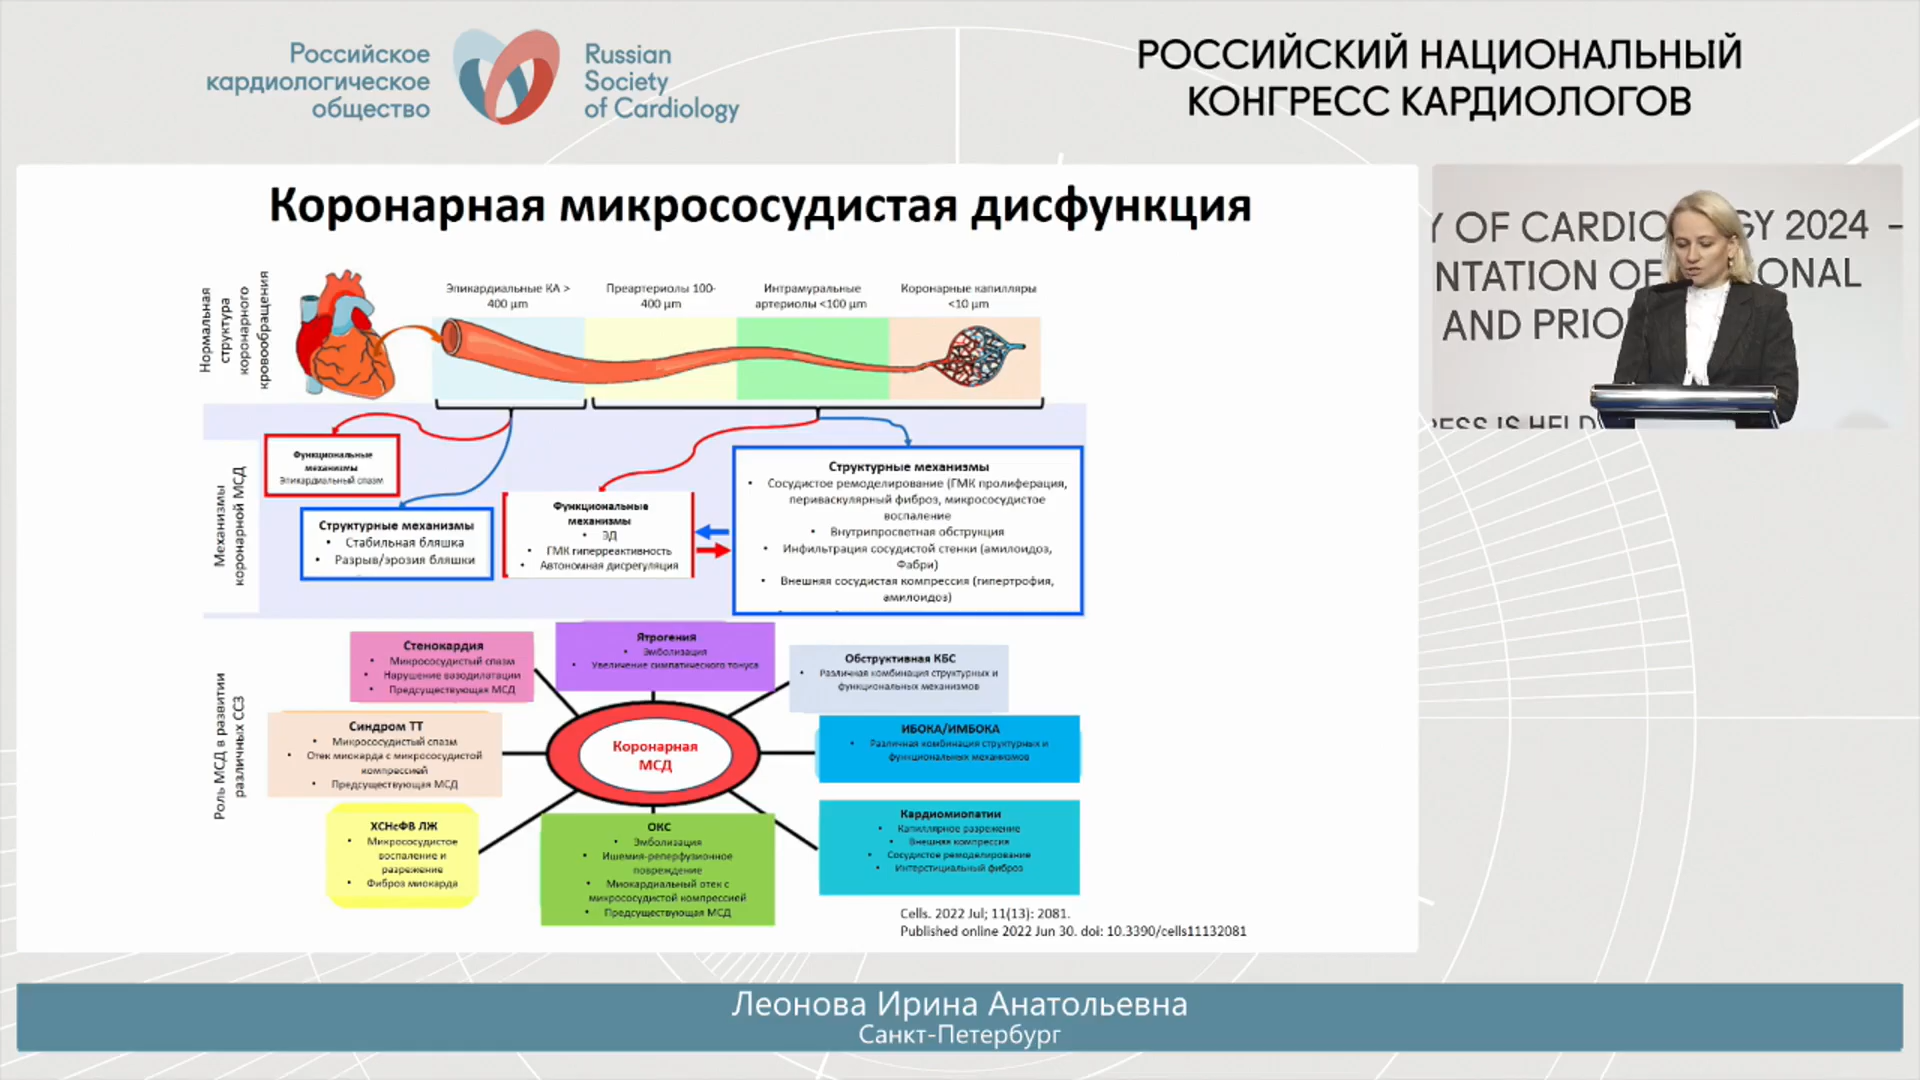 Российское
кардиологическое
общество
Russian
Society
of Cardiology
РОССИЙСКИЙ НАЦИОНАЛЬНЫЙ
КОНГРЕСС КАРДИОЛОГОВ
Коронарная микрососудистая дисфункция
Нормальная
структура
коронарного
кровообращения
Эпикардиальные КА >
400 μm
Преартериолы 100-
400 μm
Интрамуральные
артериолы <100 μm
Коронарные капилляры
<10 μm
Механизмы
коронарной МСД
Функциональные
механизмы
Эпикардиальный спазм
Структурные механизмы
• Стабильная бляшка
• Разрыв/эрозия бляшки
Функциональные
механизмы
• ЭД
• ГМК гиперреактивность
• Автономная дисрегуляция
Структурные механизмы
• Сосудистое ремоделирование (ГМК пролиферация,
периваскулярный фиброз, микрососудистое
воспаление
• Внутрипросветная обструкция
• Инфильтрация сосудистой стенки (амилоидоз,
Фабри)
• Внешняя сосудистая компрессия (гипертрофия,
амилоидоз)
Роль МСД в развитии
различных ССЗ
Стенокардия
• Микрососудистый спазм
• Нарушение вазодилатации
• Предсуществующая МСД
Ятрогения
• Эмболизация
• Увеличение симпатического тонуса
Обструктивная КБС
• Различная комбинация структурных и
функциональных механизмов
Синдром ТТ
• Микрососудистый спазм
• Отек миокарда с микрососудистой
компрессией
• Предсуществующая МСД
Коронарная
МСД
ИБОКА/ИМБОКА
• Различная комбинация структурных и
функциональных механизмов
ХСНсФВ ЛЖ
• Микрососудистое
воспаление и
разрежение
• Фиброз миокарда
ОКС
• Эмболизация
• Ишемия-реперфузионное
повреждение
• Миокардиальный отек с
микрососудистой компрессией
• Предсуществующая МСД
Кардиомиопатии
• Капиллярное разрежение
• Внешняя компрессия
• Сосудистое ремоделирование
• Интерстициальный фиброз
Cells. 2022 Jul; 11(13): 2081.
Published online 2022 Jun 30. doi: 10.3390/cells11132081
Y OF CARDIO GY 2024 –
NTATION OF ONAL
AND PRIO
ESS IS HELD
Леонова Ирина Анатольевна
Санкт-Петербург